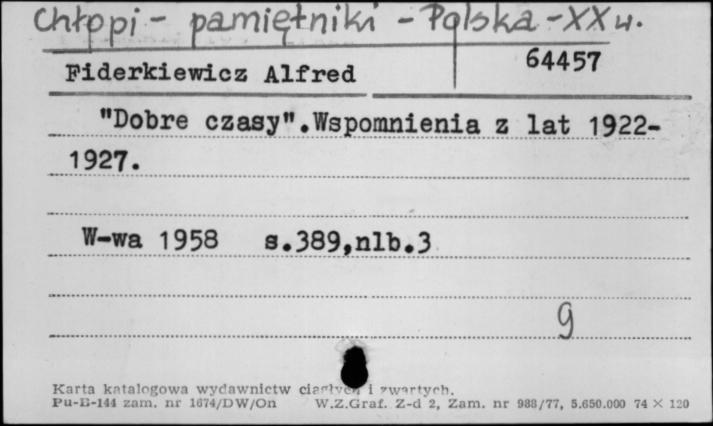 Chłopi - pamiętniki - Polska - XX w.
Fiderkiewicz Alfred 64457
"Dobre czasy".Wspomnienia z lat 1922-
1927.
W-wa 1958 s.389,nlb.3
g
Karta katalogowa wydawnictw ciągłych i zwartych.
Pu-B-144 zam. nr 1674/DW/On W.Z.Graf. Z-d 2, Zam. nr 988/77, 5.650.000 74 × 120